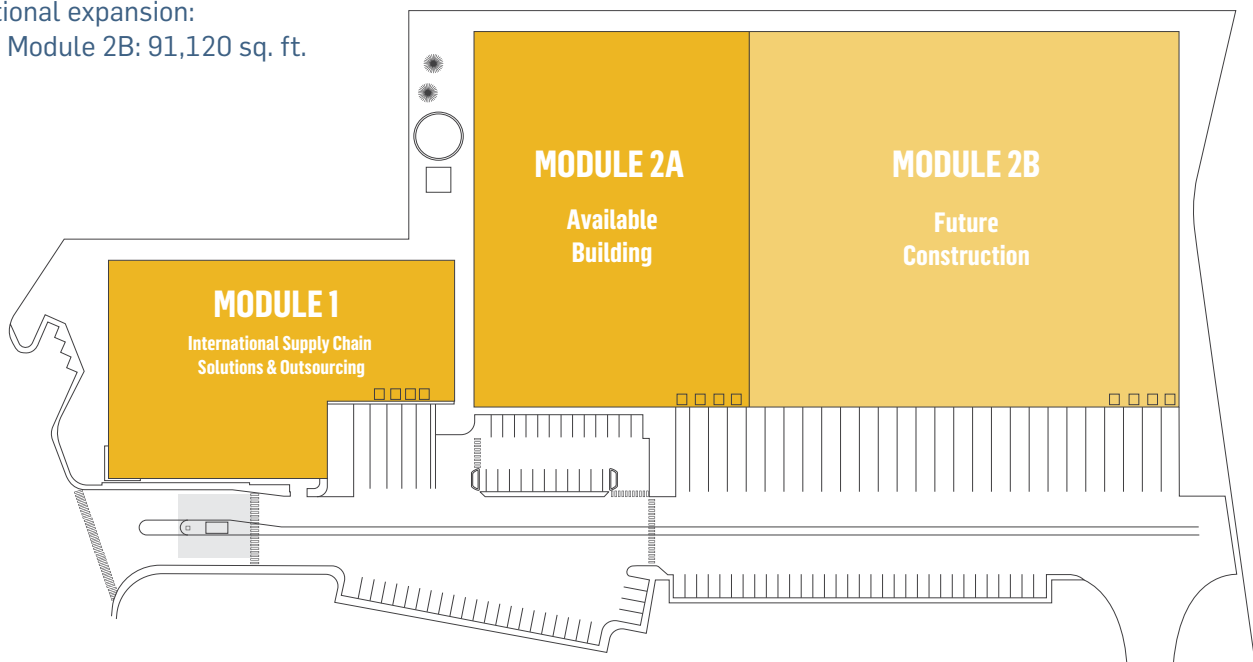 tional expansion:
Module 2B: 91,120 sq. ft.
MODULE 2A
Available
Building
MODULE 2B
Future
Construction
MODULE 1
International Supply Chain
Solutions & Outsourcing